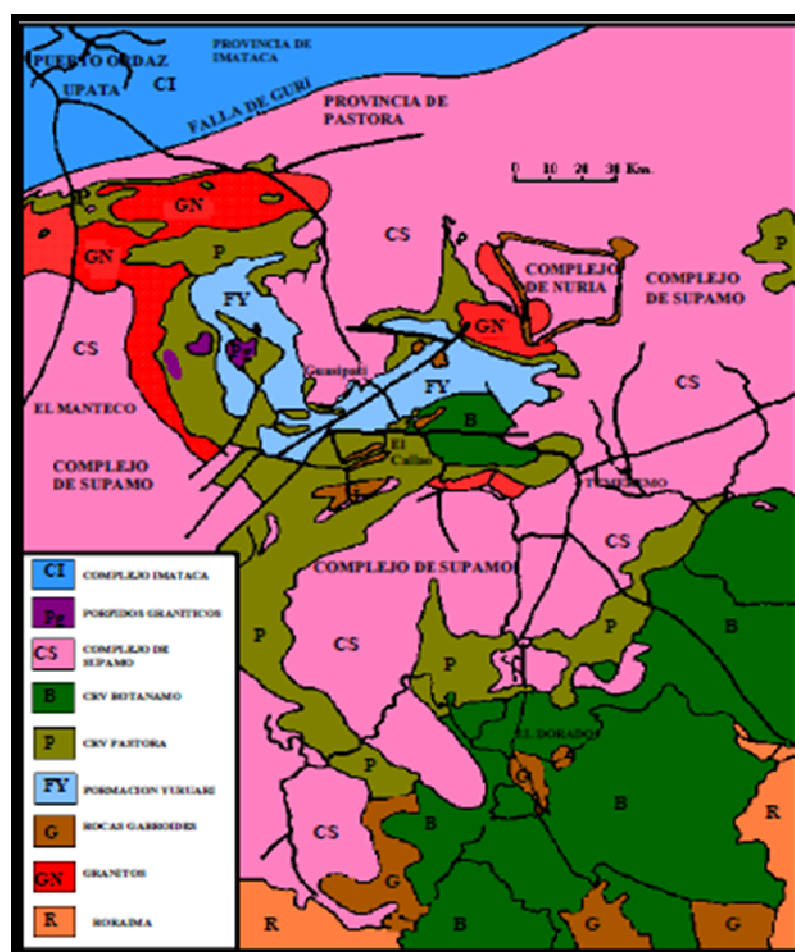 PROVINCIA DE
IMATACA
PUERTO ORDAZ
UPATA
CI
FALLA DE GURI
PROVINCIA DE
PASTORA
0 10 20 30 Km.
GN
P
CS
P
GN
P
FY
COMPLEJO
DE NURIA
COMPLEJO
DE SUPAMO
GN
CS
Pg
Guasipati
FY
CS
EL MANTECO
B
El
Callao
COMPLEJO
DE SUPAMO
TUMEREMO
CS
COMPLEJO DE SUPAMO
P
CS
P
P
B
EL DORADO
P
G
B
R
CS
B
G
R
B
G
G
CI COMPLEJO IMATACA
Pg PORFIDOS GRANITICOS
CS COMPLEJO DE
SUPAMO
B CRV BOTANAMO
P CRV PASTORA
FY FORMACION YURUARI
G ROCAS GABROIDES
GN GRANITOS
R RORAIMA